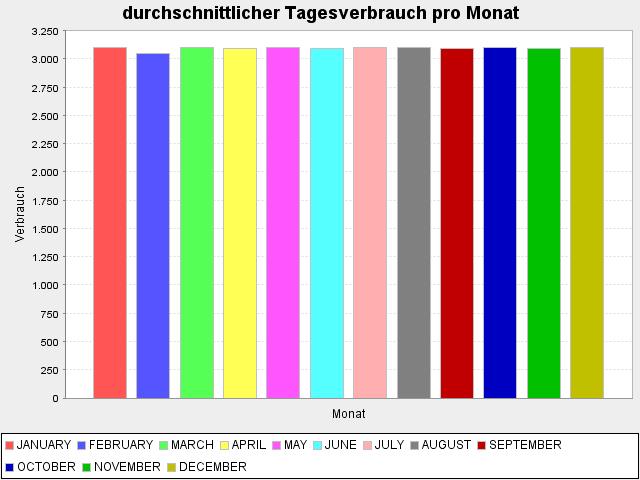 durchschnittlicher Tagesverbrauch pro Monat
3.250
3.000
2.750
2.500
2.250
2.000
1.750
1.500
1.250
1.000
750
500
250
0
Verbrauch
Monat
JANUARY FEBRUARY MARCH APRIL MAY JUNE JULY AUGUST SEPTEMBER
OCTOBER NOVEMBER DECEMBER